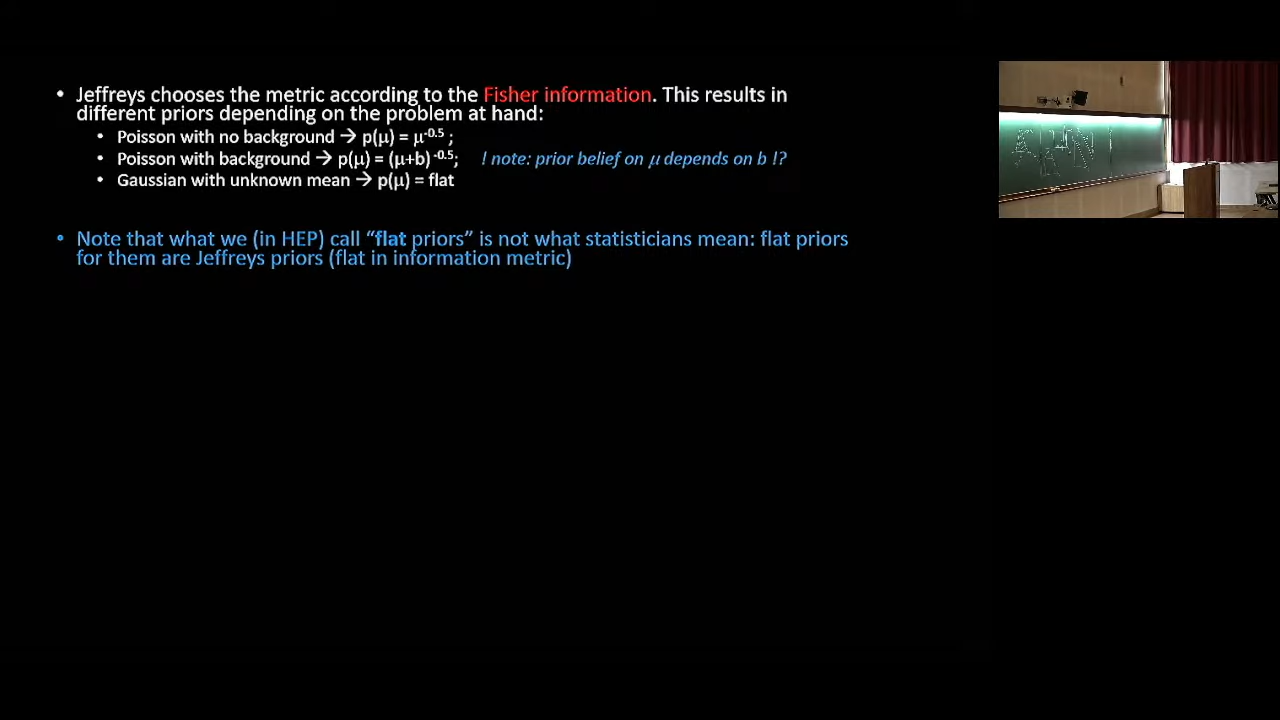 • Jeffreys chooses the metric according to the Fisher information. This results in
different priors depending on the problem at hand:
• Poisson with no background → p(μ) = μ^-0.5 ;
• Poisson with background → p(μ) = (μ+b)^-0.5; ! note: prior belief on μ depends on b !?
• Gaussian with unknown mean → p(μ) = flat
• Note that what we (in HEP) call “flat priors” is not what statisticians mean: flat priors
for them are Jeffreys priors (flat in information metric)